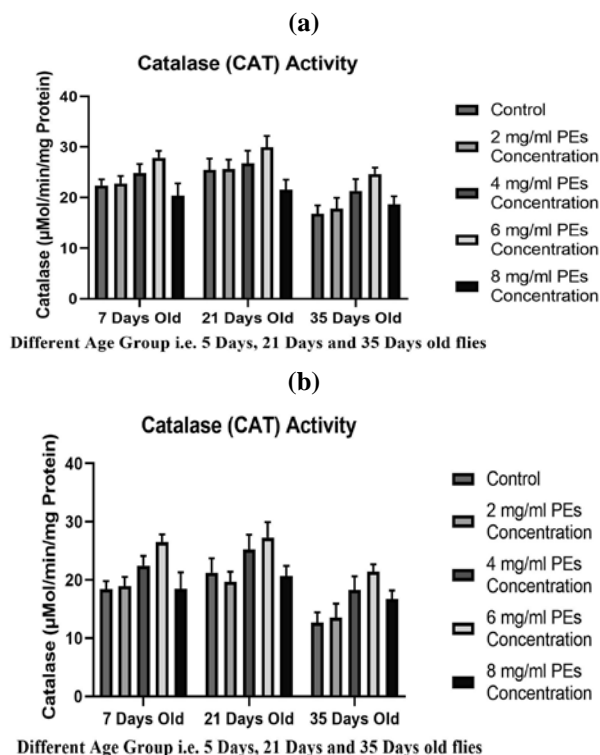 (a)
Catalase (CAT) Activity
Catalase (µMol/min/mg Protein)
40
30
20
10
0
7 Days Old 21 Days Old 35 Days Old
Control
2 mg/ml PEs
Concentration
4 mg/ml PEs
Concentration
6 mg/ml PEs
Concentration
8 mg/ml PEs
Concentration
Different Age Group i.e. 5 Days, 21 Days and 35 Days old flies
(b)
Catalase (CAT) Activity
Catalase (µMol/min/mg Protein)
40
30
20
10
0
7 Days Old 21 Days Old 35 Days Old
Control
2 mg/ml PEs
Concentration
4 mg/ml PEs
Concentration
6 mg/ml PEs
Concentration
8 mg/ml PEs
Concentration
Different Age Group i.e. 5 Days, 21 Days and 35 Days old flies